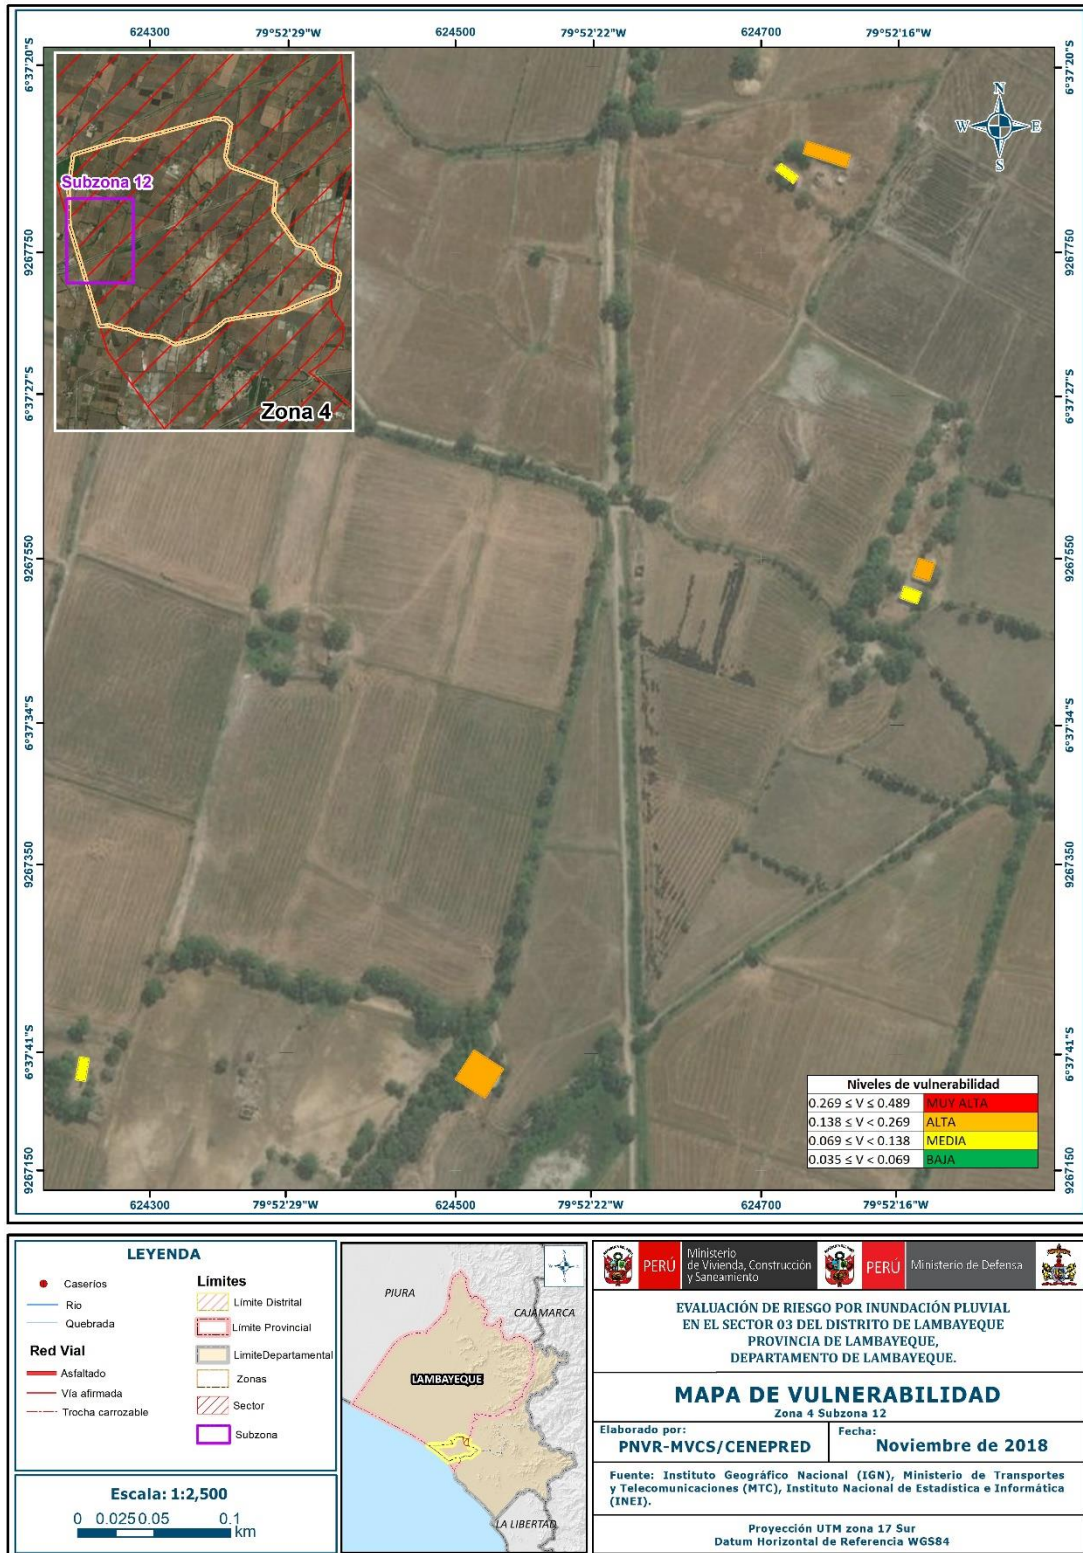 624300 79°52'29"W 624500 79°52'22"W 624700 79°52'16"W
6°37'20"S
9267750
6°37'27"S
9267550
6°37'34"S
9267350
6°37'41"S
9267150
Subzona 12
Zona 4
N
W E
S
6°37'20"S
9267750
6°37'27"S
9267550
6°37'34"S
9267350
6°37'41"S
9267150
Niveles de vulnerabilidad
0.269 ≤ V ≤ 0.489 MUY ALTA
0.138 ≤ V < 0.269 ALTA
0.069 ≤ V < 0.138 MEDIA
0.035 ≤ V < 0.069 BAJA
624300 79°52'29"W 624500 79°52'22"W 624700 79°52'16"W
LEYENDA
Caseríos
Rio
Quebrada
Red Vial
Asfaltado
Vía afirmada
Trocha carrozable
Límites
Límite Distrital
Límite Provincial
LimiteDepartamental
Zonas
Sector
Subzona
Escala: 1:2,500
0 0.025 0.05 0.1
km
PIURA
CAJAMARCA
LAMBAYEQUE
LA LIBERTAD
PERÚ
Ministerio
de Vivienda, Construcción
y Saneamiento
PERÚ
Ministerio de Defensa
EVALUACIÓN DE RIESGO POR INUNDACIÓN PLUVIAL
EN EL SECTOR 03 DEL DISTRITO DE LAMBAYEQUE
PROVINCIA DE LAMBAYEQUE,
DEPARTAMENTO DE LAMBAYEQUE.
MAPA DE VULNERABILIDAD
Zona 4 Subzona 12
Elaborado por:
PNVR-MVCS/CENEPRED
Fecha:
Noviembre de 2018
Fuente: Instituto Geográfico Nacional (IGN), Ministerio de Transportes
y Telecomunicaciones (MTC), Instituto Nacional de Estadística e Informática
(INEI).
Proyección UTM zona 17 Sur
Datum Horizontal de Referencia WGS84